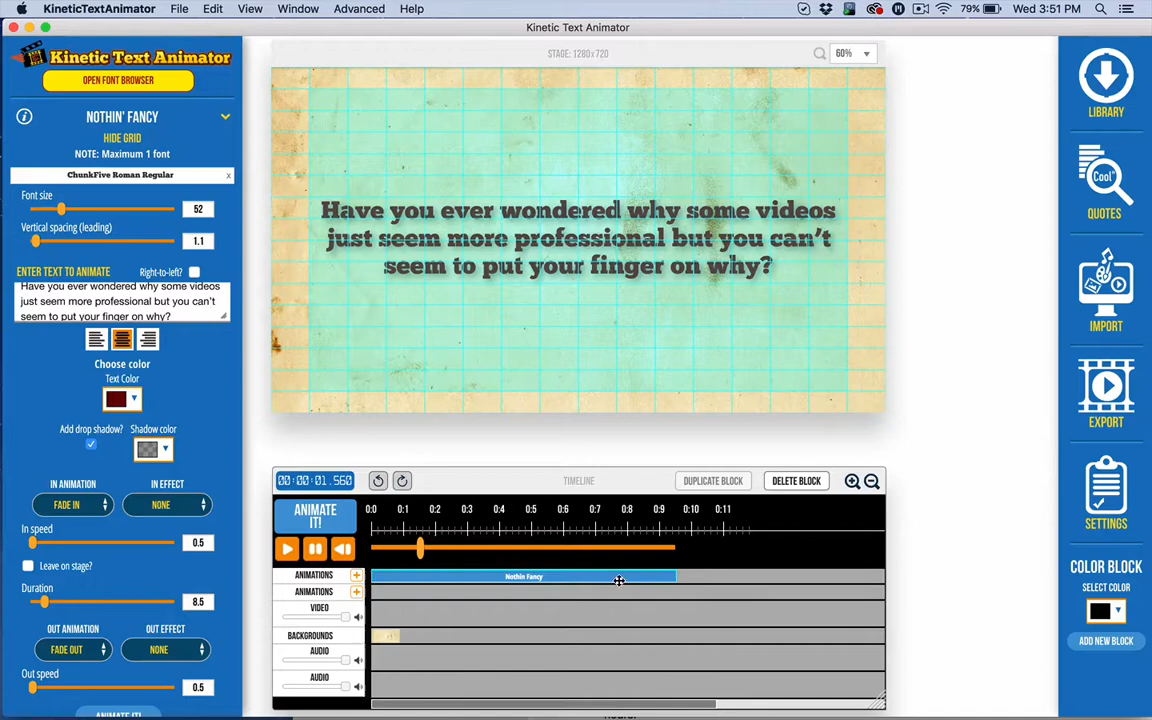 KineticTextAnimator File Edit View Window Advanced Help
79% Wed 3:51 PM
Design Text Animator
Kinetic Text Animator
OPEN FONT BROWSER
NOTHIN' FANCY
HIDE GRID
NOTE: Maximum 1 font
ChunkFive Roman Regular x
Font size
52
Vertical spacing (leading)
1.1
ENTER TEXT TO ANIMATE Right-to-left?
Have you ever wondered why some videos
just seem more professional but you can't
seem to put your finger on why?
Choose color
Text Color
Add drop shadow? Shadow color
IN ANIMATION IN EFFECT
FADE IN NONE
In speed
0.5
Leave on stage?
Duration
8.5
OUT ANIMATION OUT EFFECT
FADE OUT NONE
Out speed
0.5
ANIMATE IT!
STAGE: 1280x720
60%
Have you ever wondered why some videos
just seem more professional but you can't
seem to put your finger on why?
00:00:01.560
TIMELINE
DUPLICATE BLOCK
DELETE BLOCK
ANIMATE
IT!
0:0 0:1 0:2 0:3 0:4 0:5 0:6 0:7 0:8 0:9 0:10 0:11
ANIMATIONS +
Nothin Fancy
ANIMATIONS +
VIDEO
BACKGROUNDS
AUDIO
AUDIO
LIBRARY
"Cool"
QUOTES
IMPORT
EXPORT
SETTINGS
COLOR BLOCK
SELECT COLOR
ADD NEW BLOCK